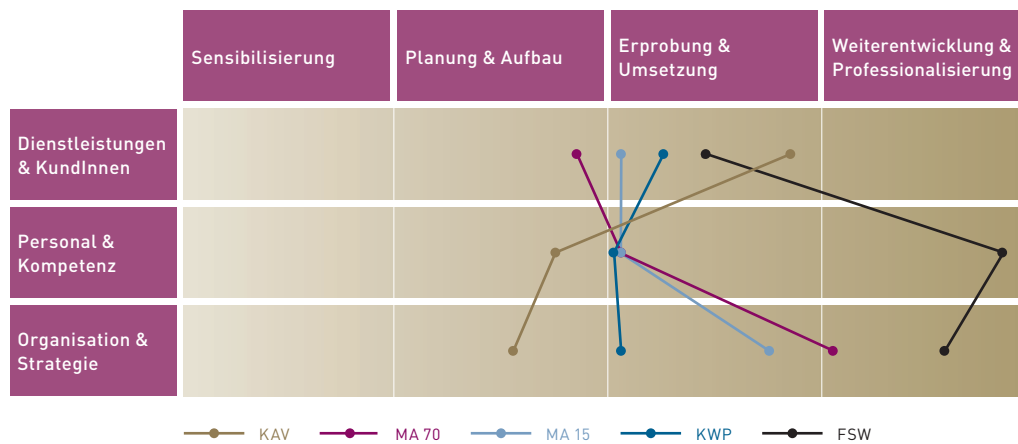 Sensibilisierung
Planung & Aufbau
Erprobung &
Umsetzung
Weiterentwicklung &
Professionalisierung
Dienstleistungen
& KundInnen
Personal &
Kompetenz
Organisation &
Strategie
KAV
MA 70
MA 15
KWP
FSW